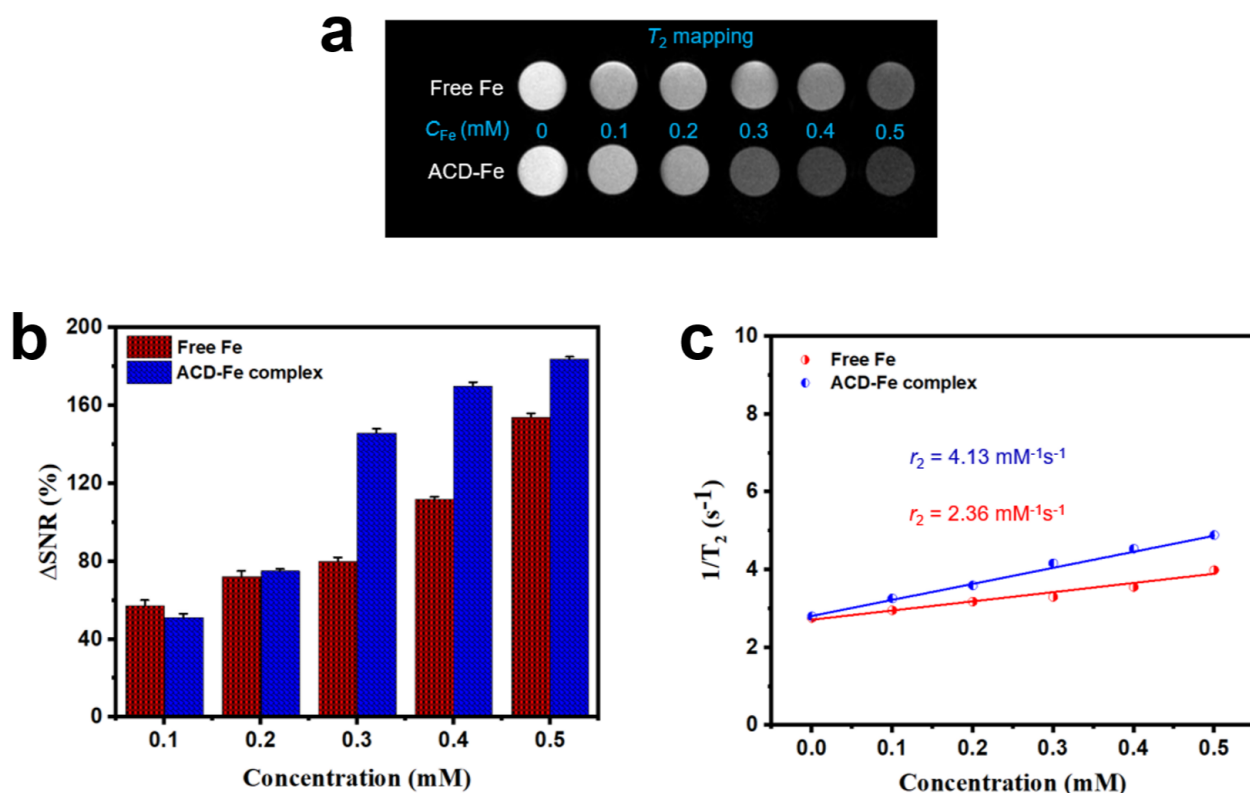 a
T₂ mapping
Free Fe
C_Fe (mM) 0 0.1 0.2 0.3 0.4 0.5
ACD-Fe
b
200
160
120
80
40
0
ΔSNR (%)
Free Fe
ACD-Fe complex
0.1 0.2 0.3 0.4 0.5
Concentration (mM)
c
10
8
6
4
2
0
1/T₂ (s⁻¹)
Free Fe
ACD-Fe complex
r₂ = 4.13 mM⁻¹s⁻¹
r₂ = 2.36 mM⁻¹s⁻¹
0.0 0.1 0.2 0.3 0.4 0.5
Concentration (mM)